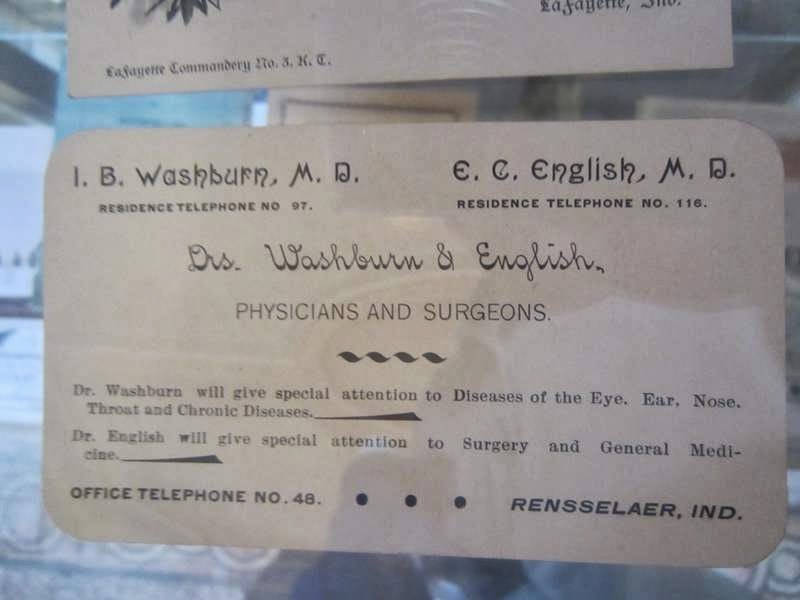 LaFayette, Ind.
LaFayette Commandery No. 3. K. T.
I. B. Washburn, M. D.
RESIDENCE TELEPHONE NO 97.
E. C. English, M. D.
RESIDENCE TELEPHONE NO. 116.
Drs. Washburn & English.
PHYSICIANS AND SURGEONS.
Dr. Washburn will give special attention to Diseases of the Eye. Ear, Nose.
Throat and Chronic Diseases.
Dr. English will give special attention to Surgery and General Medi-
cine.
OFFICE TELEPHONE NO. 48.
RENSSELAER, IND.